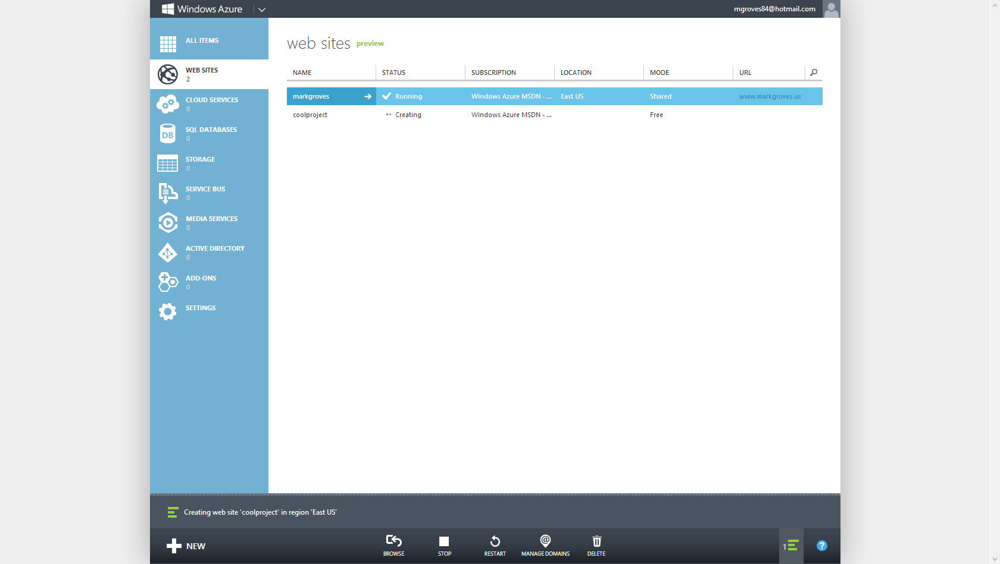 Windows Azure
mgroves84@hotmail.com
ALL ITEMS
WEB SITES
2
CLOUD SERVICES
0
DB
SQL DATABASES
0
STORAGE
0
SERVICE BUS
0
MEDIA SERVICES
0
ACTIVE DIRECTORY
0
ADD-ONS
0
SETTINGS
web sites preview
NAME STATUS SUBSCRIPTION LOCATION MODE URL
markgroves Running Windows Azure MSDN - ... East US Shared www.markgroves.us
coolproject Creating Windows Azure MSDN - ... Free
Creating web site 'coolproject' in region 'East US'
NEW
BROWSE
STOP
RESTART
@
MANAGE DOMAINS
DELETE
1
?